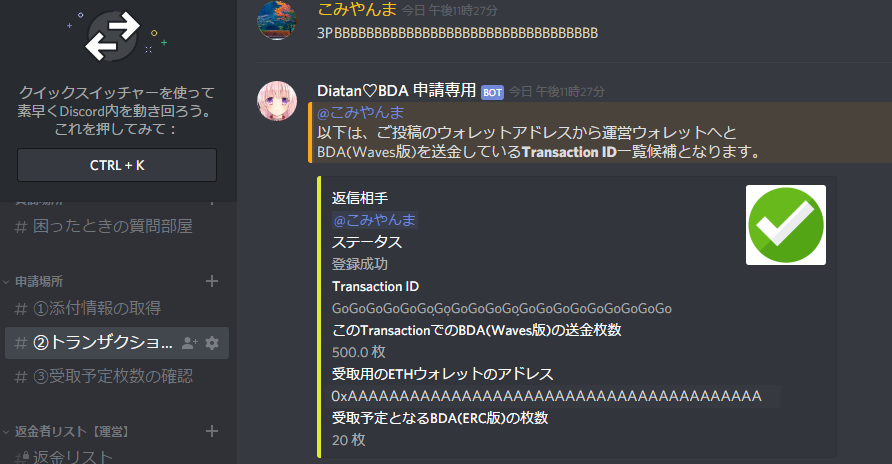 クイックスイッチャーを使って
素早くDiscord内を動き回ろう。
これを押してみて：
CTRL + K
# 困ったときの質問部屋
申請場所
# ①添付情報の取得
# ②トランザクショ...
# ③受取予定枚数の確認
返金者リスト【運営】
返金リスト
こみやんま 今日 午後11時27分
3PBBBBBBBBBBBBBBBBBBBBBBBBBBBBBBBBB
Diatan♡BDA 申請専用 BOT 今日 午後11時27分
@こみやんま
以下は、ご投稿のウォレットアドレスから運営ウォレットへと
BDA(Waves版)を送金しているTransaction ID一覧候補となります。
返信相手
@こみやんま
ステータス
登録成功
Transaction ID
GoGoGoGoGoGoGoGoGoGoGoGoGoGoGoGoGoGoGoGo
このTransactionでのBDA(Waves版)の送金枚数
500.0 枚
受取用のETHウォレットのアドレス
0xAAAAAAAAAAAAAAAAAAAAAAAAAAAAAAAAAAAAAAAA
受取予定となるBDA(ERC版)の枚数
20 枚